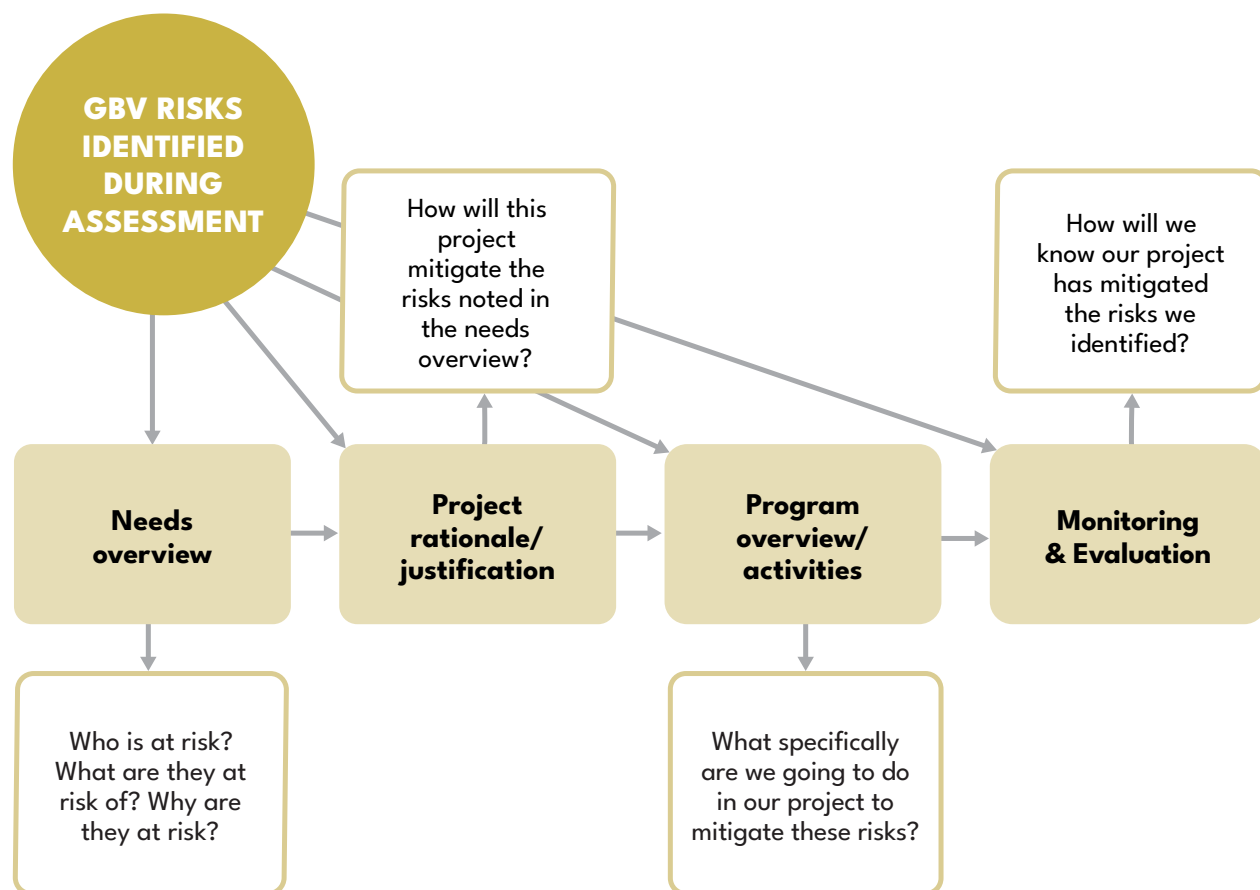 GBV RISKS
IDENTIFIED
DURING
ASSESSMENT
How will this
project
mitigate the
risks noted in
the needs
overview?
How will we
know our project
has mitigated
the risks we
identified?
Needs
overview
Project
rationale/
justification
Program
overview/
activities
Monitoring
& Evaluation
Who is at risk?
What are they at
risk of? Why are
they at risk?
What specifically
are we going to do
in our project to
mitigate these risks?